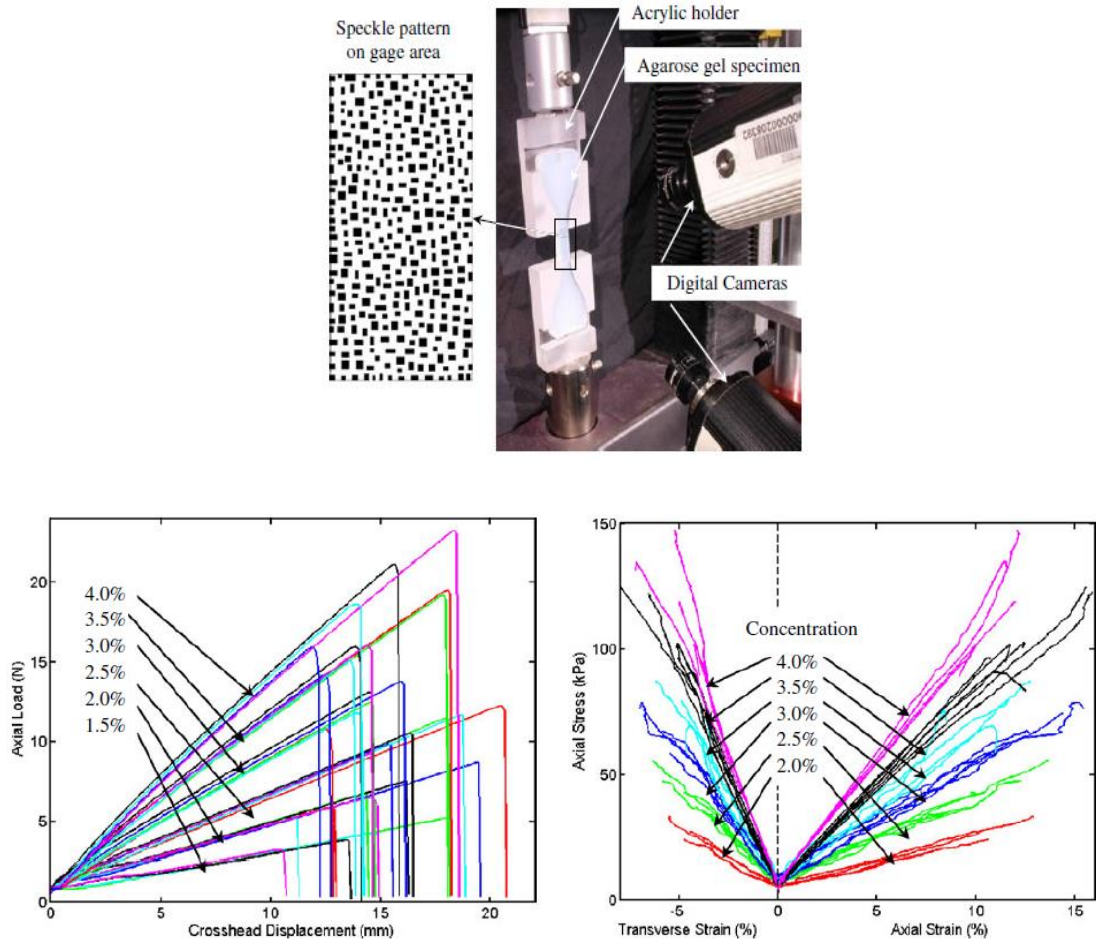 Speckle pattern
on gage area
Acrylic holder
Agarose gel specimen
Digital Cameras
20
15
10
5
0
Axial Load (N)
4.0%
3.5%
3.0%
2.5%
2.0%
1.5%
0 5 10 15 20
Crosshead Displacement (mm)
150
100
50
0
Axial Stress (kPa)
Concentration
4.0%
3.5%
3.0%
2.5%
2.0%
-5 0 5 10 15
Transverse Strain (%) Axial Strain (%)